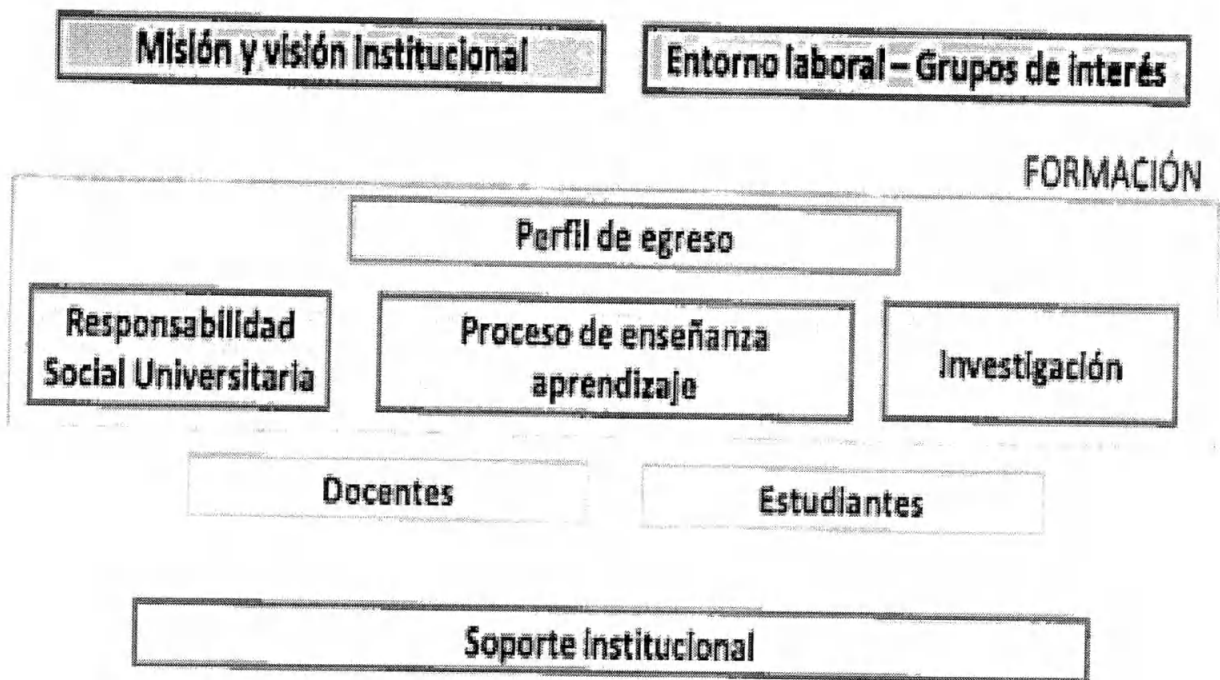 Misión y visión institucional
Entorno laboral – Grupos de interés
FORMACIÓN
Perfil de egreso
Responsabilidad
Social Universitaria
Proceso de enseñanza
aprendizaje
Investigación
Docentes
Estudiantes
Soporte institucional